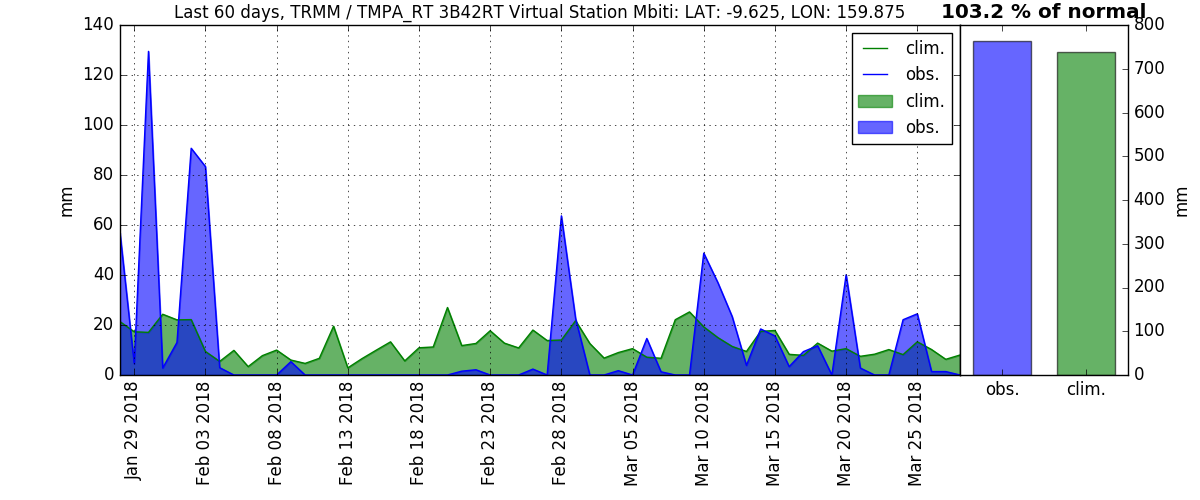 Last 60 days, TRMM / TMPA_RT 3B42RT Virtual Station Mbiti: LAT: -9.625, LON: 159.875
103.2 % of normal
140
120
100
80
60
40
20
0
mm
clim.
obs.
clim.
obs.
800
700
600
500
400
300
200
100
0
mm
obs.
clim.
Jan 29 2018
Feb 03 2018
Feb 08 2018
Feb 13 2018
Feb 18 2018
Feb 23 2018
Feb 28 2018
Mar 05 2018
Mar 10 2018
Mar 15 2018
Mar 20 2018
Mar 25 2018